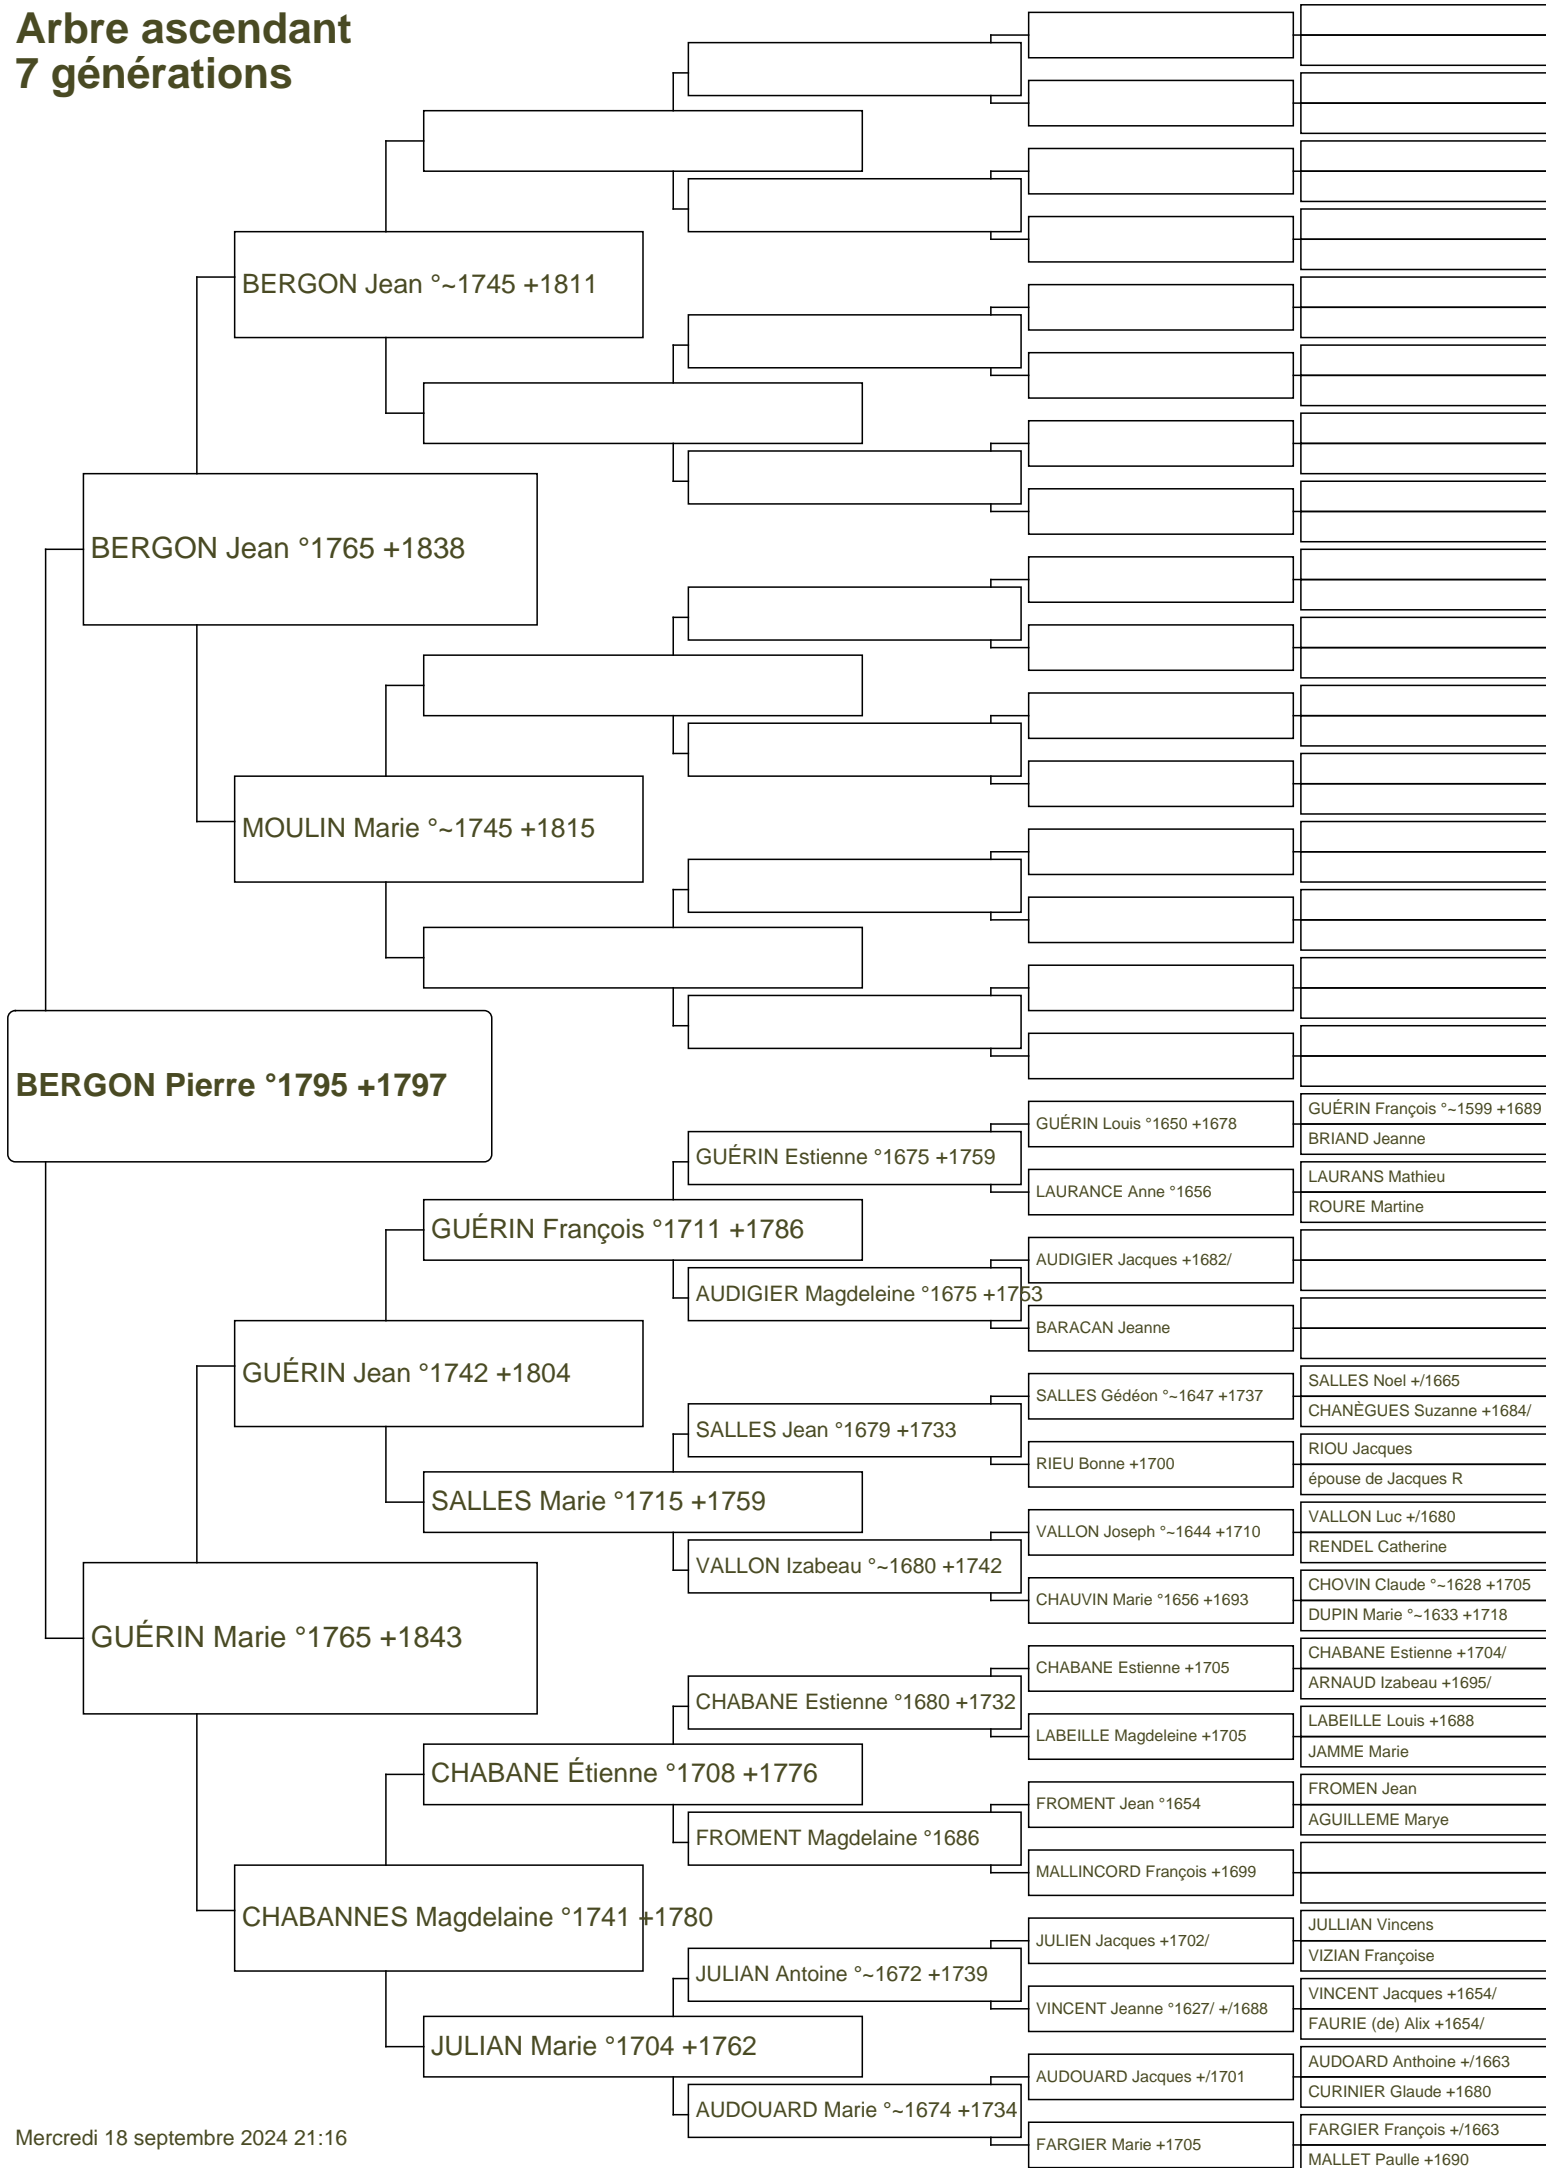 Arbre ascendant
7 générations
BERGON Jean °~1745 +1811
BERGON Jean °1765 +1838
MOULIN Marie °~1745 +1815
BERGON Pierre °1795 +1797
GUÉRIN François °~1599 +1689
GUÉRIN Louis °1650 +1678
BRIAND Jeanne
GUÉRIN Estienne °1675 +1759
LAURANS Mathieu
LAURANCE Anne °1656
ROURE Martine
GUÉRIN François °1711 +1786
AUDIGIER Jacques +1682/
AUDIGIER Magdeleine °1675 +1753
BARACAN Jeanne
GUÉRIN Jean °1742 +1804
SALLES Noel +/1665
SALLES Gédéon °~1647 +1737
CHANÈGUES Suzanne +1684/
SALLES Jean °1679 +1733
RIOU Jacques
RIEU Bonne +1700
épouse de Jacques R
SALLES Marie °1715 +1759
VALLON Luc +/1680
VALLON Joseph °~1644 +1710
RENDEL Catherine
VALLON Izabeau °~1680 +1742
CHOVIN Claude °~1628 +1705
CHAUVIN Marie °1656 +1693
DUPIN Marie °~1633 +1718
GUÉRIN Marie °1765 +1843
CHABANE Estienne +1704/
CHABANE Estienne +1705
ARNAUD Izabeau +1695/
CHABANE Estienne °1680 +1732
LABEILLE Louis +1688
LABEILLE Magdeleine +1705
JAMME Marie
CHABANE Étienne °1708 +1776
FROMEN Jean
FROMENT Jean °1654
AGUILLEME Marye
FROMENT Magdelaine °1686
MALLINCORD François +1699
CHABANNES Magdelaine °1741 +1780
JULLIAN Vincens
JULIEN Jacques +1702/
VIZIAN Françoise
JULIAN Antoine °~1672 +1739
VINCENT Jacques +1654/
VINCENT Jeanne °1627/ +/1688
FAURIE (de) Alix +1654/
JULIAN Marie °1704 +1762
AUDOARD Anthoine +/1663
AUDOUARD Jacques +/1701
CURINIER Glaude +1680
AUDOUARD Marie °~1674 +1734
FARGIER François +/1663
FARGIER Marie +1705
MALLET Paulle +1690
Mercredi 18 septembre 2024 21:16